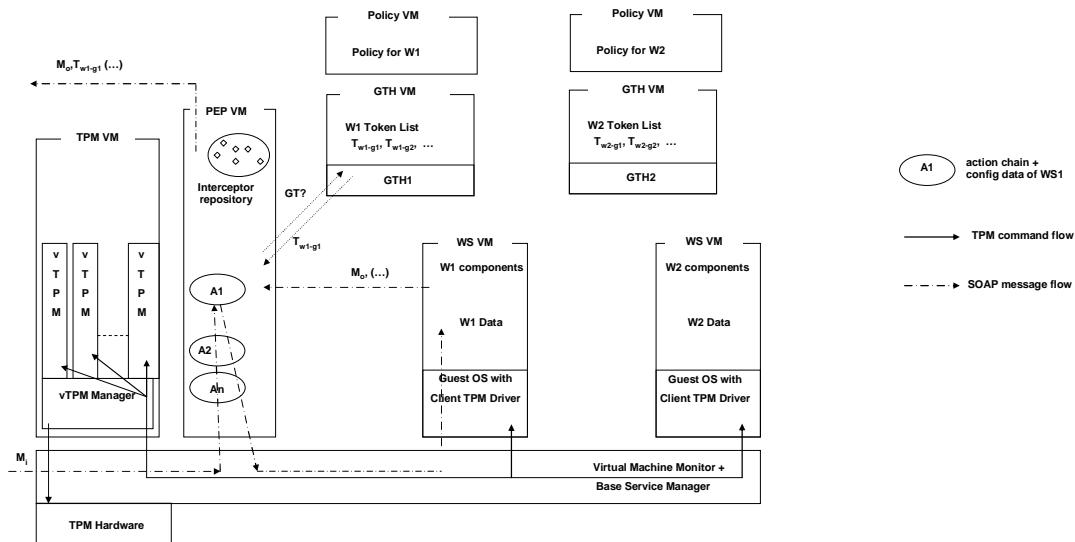 Policy VM
Policy for W1
Policy VM
Policy for W2
Mo,Tw1-g1 (...)
GTH VM
W1 Token List
Tw1-g1, Tw1-g2, ...
GTH1
GTH VM
W2 Token List
Tw2-g1, Tw2-g2, ...
GTH2
PEP VM
Interceptor
repository
TPM VM
GT?
Tw1-g1
A1
action chain +
config data of WS1
TPM command flow
SOAP message flow
vTPM
vTPM
vTPM
vTPM Manager
A1
A2
An
Mo, (...)
WS VM
W1 components
W1 Data
Guest OS with
Client TPM Driver
WS VM
W2 components
W2 Data
Guest OS with
Client TPM Driver
Mi
Virtual Machine Monitor +
Base Service Manager
TPM Hardware